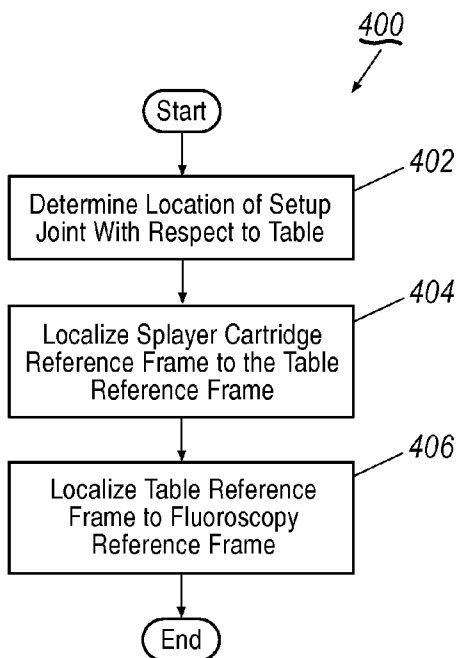 400
Start
402
Determine Location of Setup
Joint With Respect to Table
404
Localize Splayer Cartridge
Reference Frame to the Table
Reference Frame
406
Localize Table Reference
Frame to Fluoroscopy
Reference Frame
End